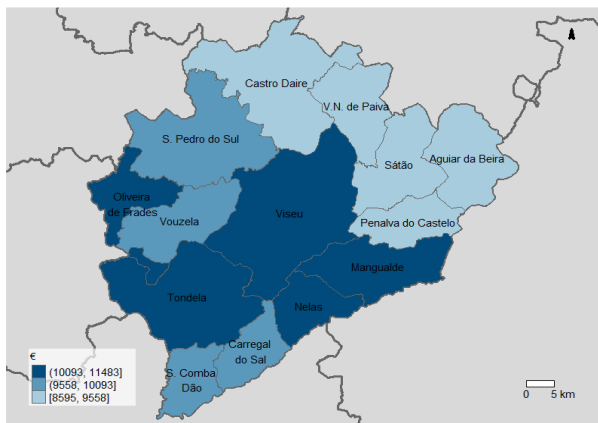 Castro Daire
V.N. de Paiva
S. Pedro do Sul
Sátão
Aguiar da Beira
Oliveira
de Frades
Vouzela
Viseu
Penalva do Castelo
Mangualde
Tondela
Nelas
Carregal
do Sal
S. Comba
Dão
€
(10093, 11483]
(9558, 10093]
[8595, 9558]
0 5 km